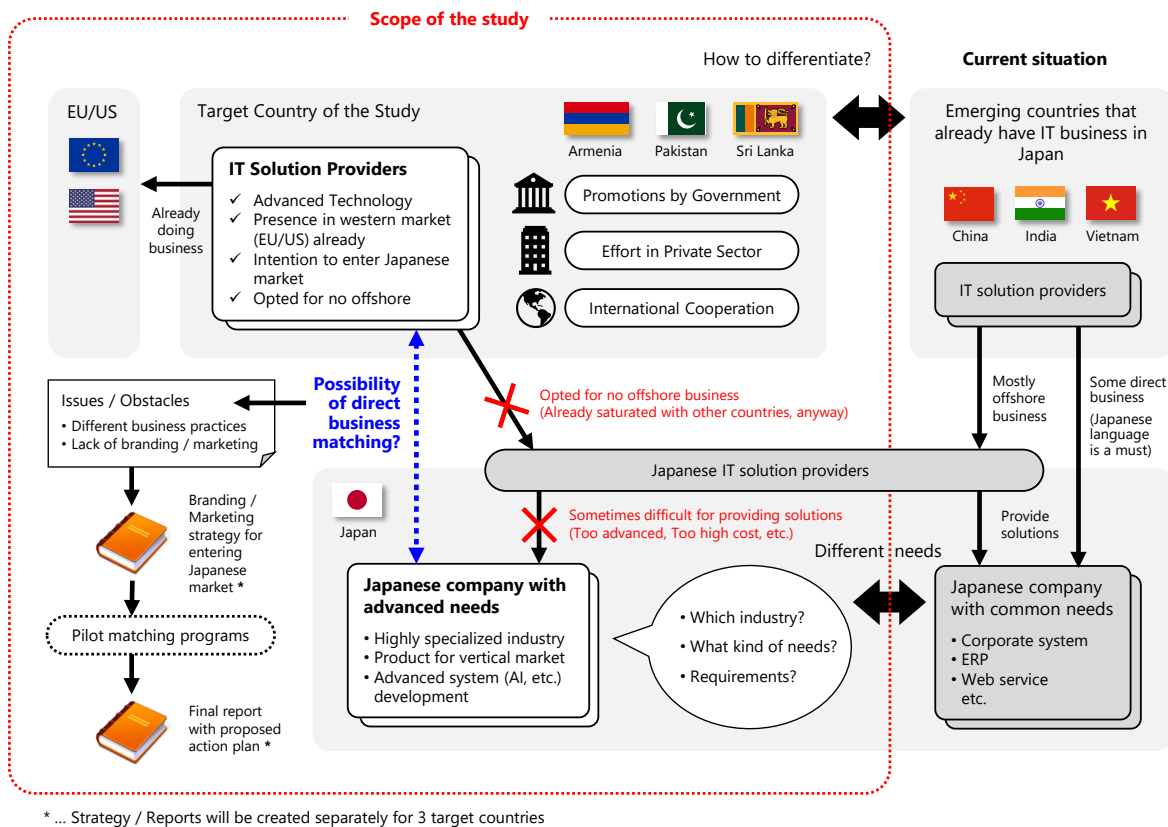 Scope of the study
How to differentiate?
Current situation
EU/US
Already
doing
business
Target Country of the Study
Armenia
Pakistan
Sri Lanka
IT Solution Providers
✓ Advanced Technology
✓ Presence in western market
(EU/US) already
✓ Intention to enter Japanese
market
✓ Opted for no offshore
Promotions by Government
Effort in Private Sector
International Cooperation
Emerging countries that
already have IT business in
Japan
China
India
Vietnam
IT solution providers
Mostly
offshore
business
Some direct
business
(Japanese
language
is a must)
Possibility
of direct
business
matching?
Opted for no offshore business
(Already saturated with other countries, anyway)
Issues / Obstacles
• Different business practices
• Lack of branding / marketing
Branding /
Marketing
strategy for
entering
Japanese
market *
Pilot matching programs
Final report
with proposed
action plan *
Japanese IT solution providers
Japan
Sometimes difficult for providing solutions
(Too advanced, Too high cost, etc.)
Provide
solutions
Different needs
Japanese company with
advanced needs
• Highly specialized industry
• Product for vertical market
• Advanced system (AI, etc.)
development
• Which industry?
• What kind of needs?
• Requirements?
Japanese company
with common needs
• Corporate system
• ERP
• Web service
etc.
* ... Strategy / Reports will be created separately for 3 target countries